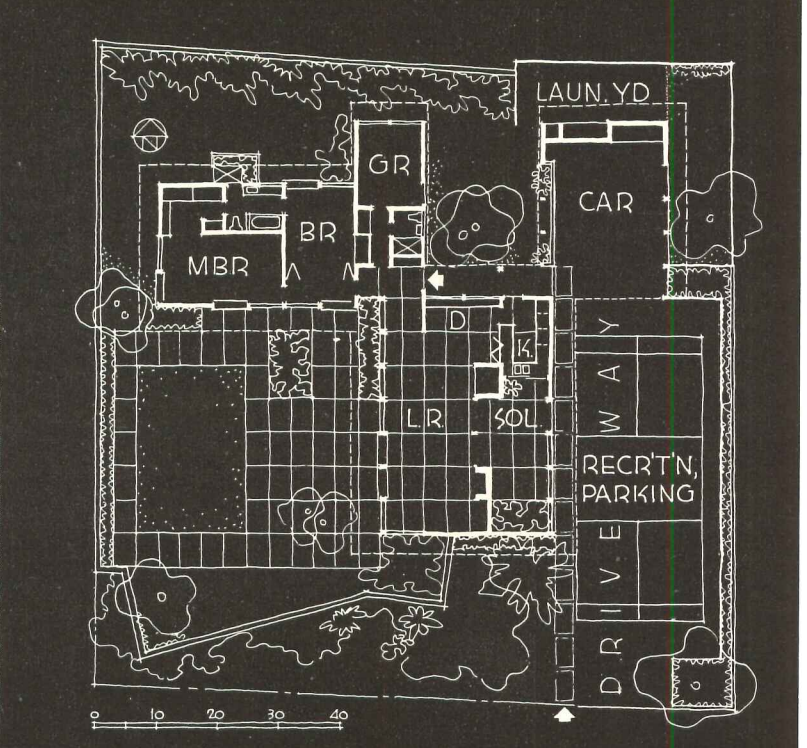 LAUN. YD
N
GR
CAR
BR
MBR
D
K.
L.R.
SOL.
RECR'T'N,
PARKING
DRIVEWAY
0 10 20 30 40